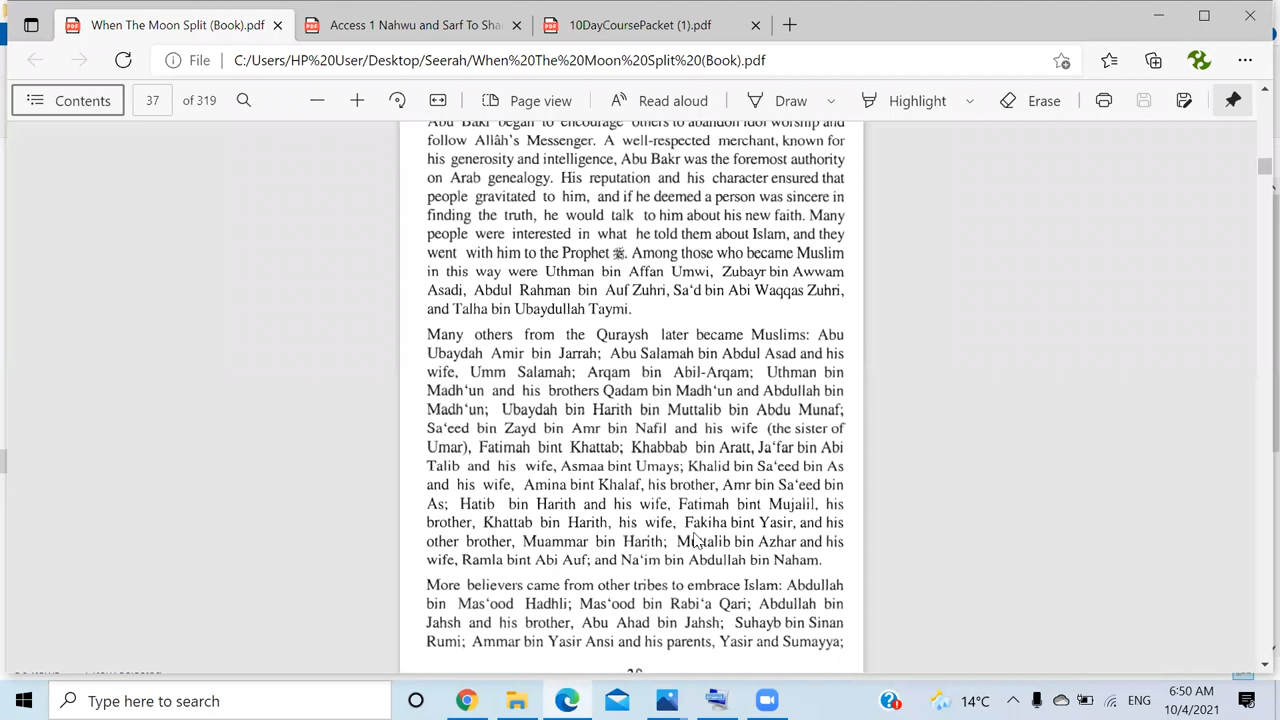 When The Moon Split (Book).pdf
Access 1 Nahwu and Sarf To Sha
10DayCoursePacket (1).pdf
File
C:/Users/HP%20User/Desktop/Seerah/When%20The%20Moon%20Split%20(Book).pdf
Contents
37 of 319
Page view
Read aloud
Draw
Highlight
Erase
Abu Bakr began to encourage others to abandon idol worship and
follow Allâh's Messenger. A well-respected merchant, known for
his generosity and intelligence, Abu Bakr was the foremost authority
on Arab genealogy. His reputation and his character ensured that
people gravitated to him, and if he deemed a person was sincere in
finding the truth, he would talk to him about his new faith. Many
people were interested in what he told them about Islam, and they
went with him to the Prophet ﷺ. Among those who became Muslim
in this way were Uthman bin Affan Umwi, Zubayr bin Awwam
Asadi, Abdul Rahman bin Auf Zuhri, Sa‘d bin Abi Waqqas Zuhri,
and Talha bin Ubaydullah Taymi.
Many others from the Quraysh later became Muslims: Abu
Ubaydah Amir bin Jarrah; Abu Salamah bin Abdul Asad and his
wife, Umm Salamah; Arqam bin Abil-Arqam; Uthman bin
Madh‘un and his brothers Qadam bin Madh‘un and Abdullah bin
Madh‘un; Ubaydah bin Harith bin Muttalib bin Abdu Munaf;
Sa‘eed bin Zayd bin Amr bin Nafil and his wife (the sister of
Umar), Fatimah bint Khattab; Khabbab bin Aratt, Ja‘far bin Abi
Talib and his wife, Asmaa bint Umays; Khalid bin Sa‘eed bin As
and his wife, Amina bint Khalaf, his brother, Amr bin Sa‘eed bin
As; Hatib bin Harith and his wife, Fatimah bint Mujalil, his
brother, Khattab bin Harith, his wife, Fakiha bint Yasir, and his
other brother, Muammar bin Harith; Muttalib bin Azhar and his
wife, Ramla bint Abi Auf; and Na‘im bin Abdullah bin Naham.
More believers came from other tribes to embrace Islam: Abdullah
bin Mas‘ood Hadhli; Mas‘ood bin Rabi‘a Qari; Abdullah bin
Jahsh and his brother, Abu Ahad bin Jahsh; Suhayb bin Sinan
Rumi; Ammar bin Yasir Ansi and his parents, Yasir and Sumayya;
Type here to search
14°C
ENG
6:50 AM
10/4/2021